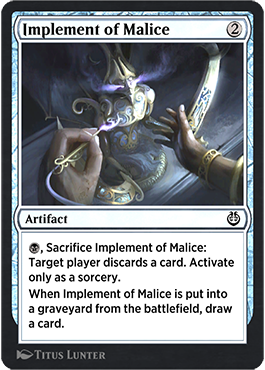 Implement of Malice 2
Artifact
, Sacrifice Implement of Malice:
Target player discards a card. Activate
only as a sorcery.
When Implement of Malice is put into
a graveyard from the battlefield, draw
a card.
Titus Lunter